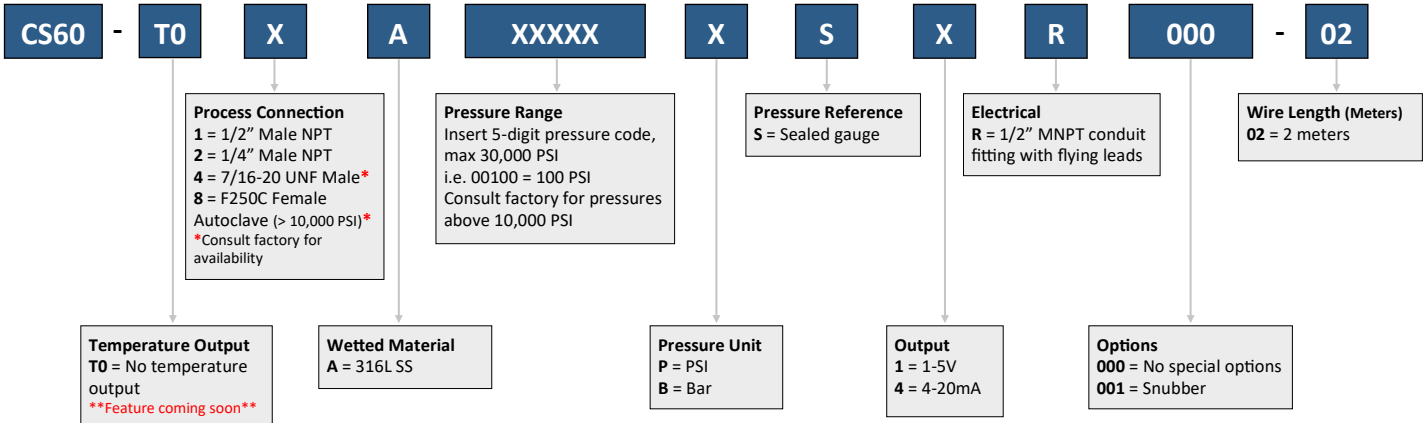 CS60 - T0 X A XXXXX X S X R 000 - 02
Process Connection
1 = 1/2” Male NPT
2 = 1/4” Male NPT
4 = 7/16-20 UNF Male*
8 = F250C Female
Autoclave (> 10,000 PSI)*
*Consult factory for
availability
Pressure Range
Insert 5-digit pressure code,
max 30,000 PSI
i.e. 00100 = 100 PSI
Consult factory for pressures
above 10,000 PSI
Pressure Reference
S = Sealed gauge
Electrical
R = 1/2” MNPT conduit
fitting with flying leads
Wire Length (Meters)
02 = 2 meters
Temperature Output
T0 = No temperature
output
**Feature coming soon**
Wetted Material
A = 316L SS
Pressure Unit
P = PSI
B = Bar
Output
1 = 1-5V
4 = 4-20mA
Options
000 = No special options
001 = Snubber